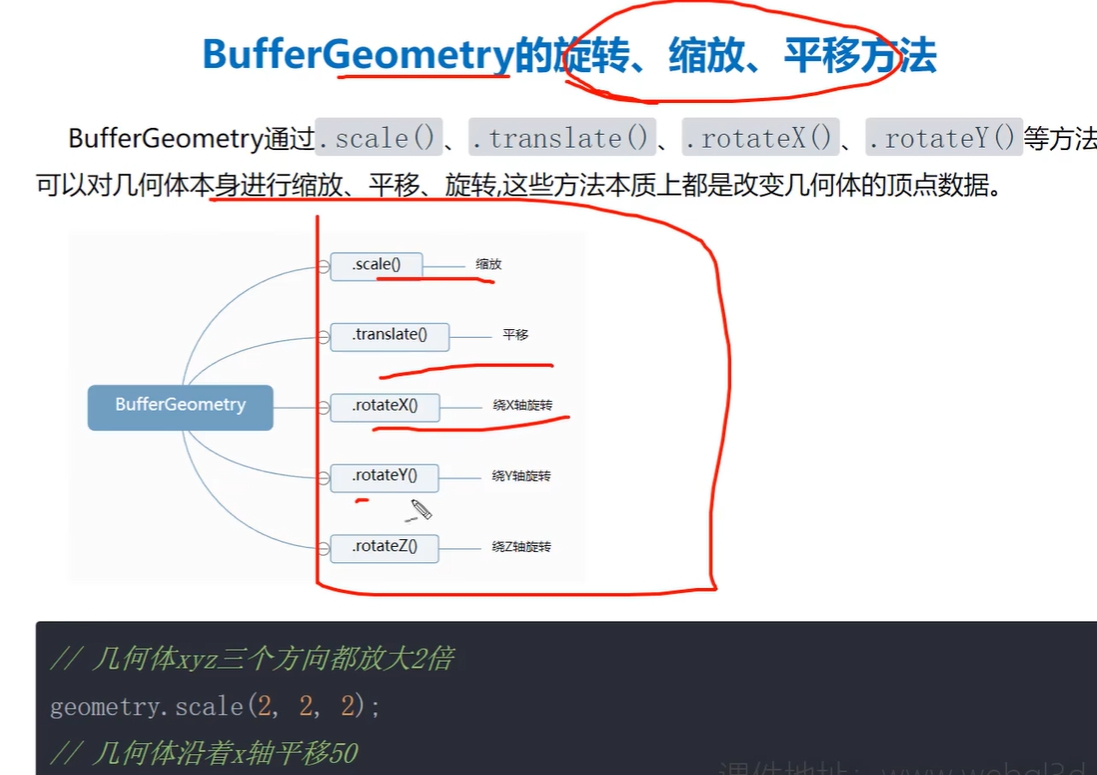 BufferGeometry的旋转、缩放、平移方法
BufferGeometry通过.scale()、.translate()、.rotateX()、.rotateY()等方法
可以对几何体本身进行缩放、平移、旋转,这些方法本质上都是改变几何体的顶点数据。
.scale() 缩放
.translate() 平移
BufferGeometry
.rotateX() 绕X轴旋转
.rotateY() 绕Y轴旋转
.rotateZ() 绕Z轴旋转
// 几何体xyz三个方向都放大2倍
geometry.scale(2, 2, 2);
// 几何体沿着x轴平移50